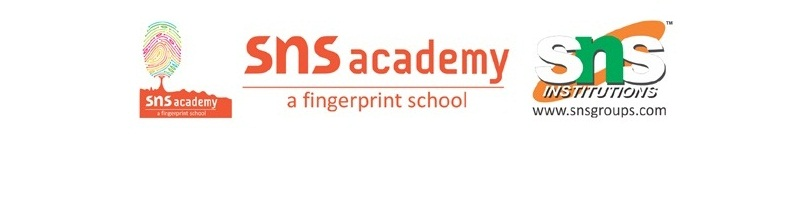 sns academy
a fingerprint school
sns academy
a fingerprint school
SnS
INSTITUTIONS
™
www.snsgroups.com